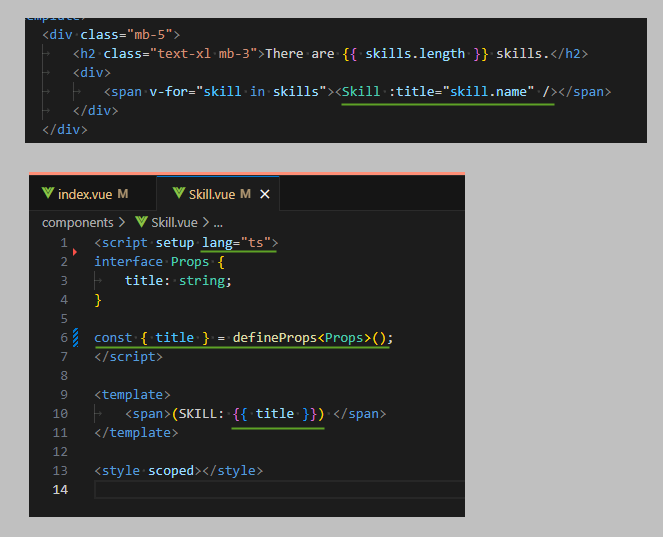 <div class="mb-5">
<h2 class="text-xl mb-3">There are {{ skills.length }} skills.</h2>
<div>
<span v-for="skill in skills"><Skill :title="skill.name" /></span>
</div>
</div>
index.vue M Skill.vue M ×
components > Skill.vue > ...
1 <script setup lang="ts">
2 interface Props {
3 title: string;
4 }
5
6 const { title } = defineProps<Props>();
7 </script>
8
9 <template>
10 <span>(SKILL: {{ title }}) </span>
11 </template>
12
13 <style scoped></style>
14